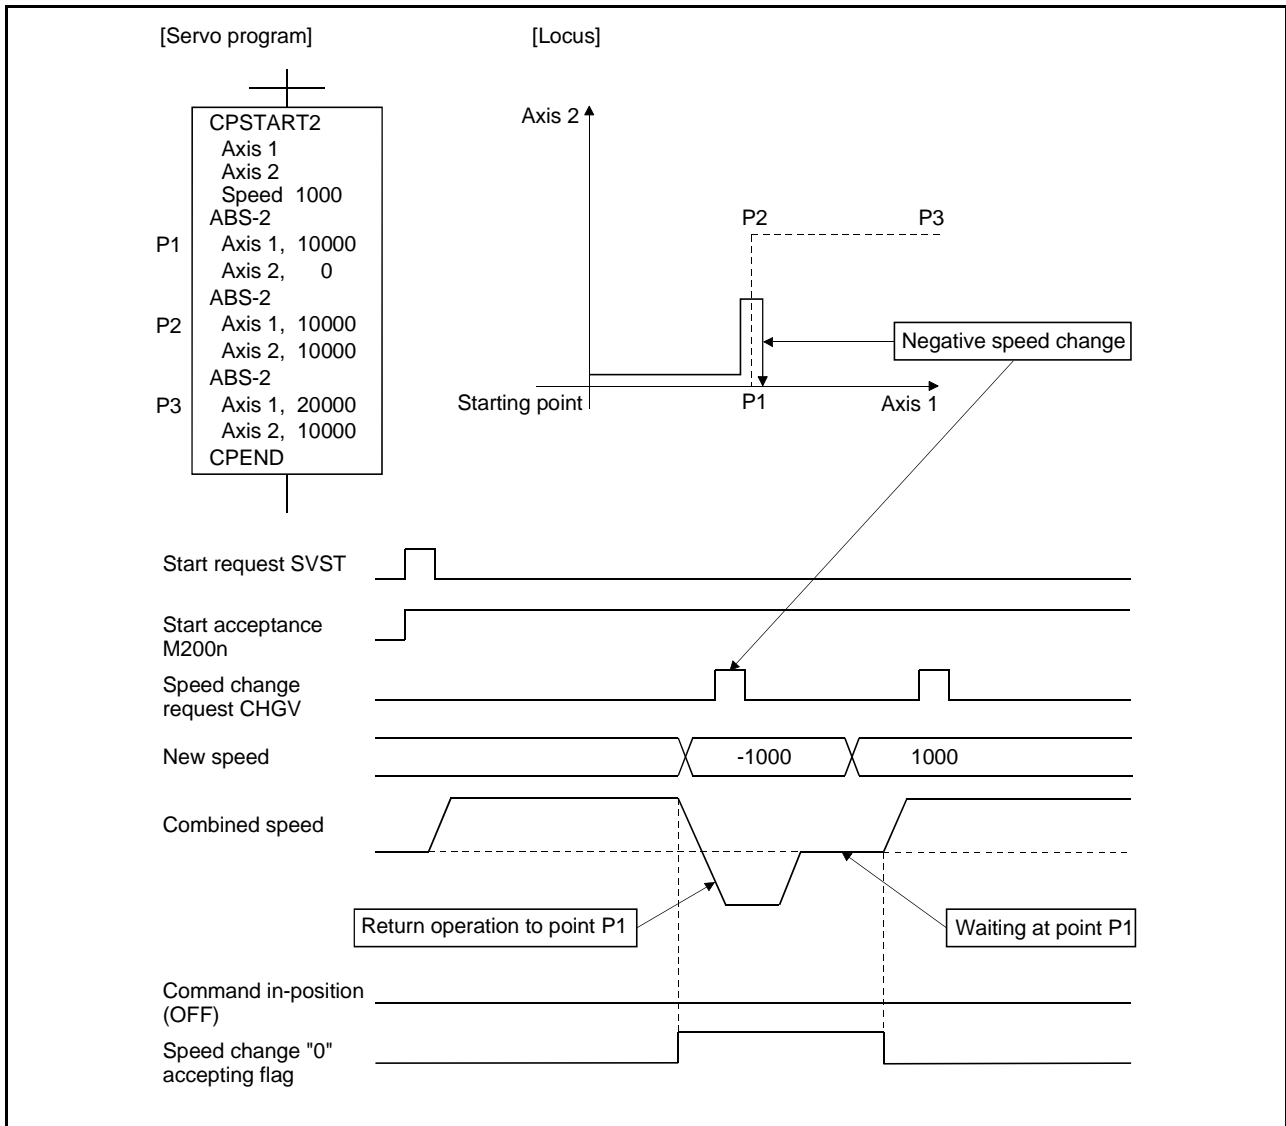 [Servo program]
[Locus]
CPSTART2
Axis 1
Axis 2
Speed 1000
ABS-2
P1 Axis 1, 10000
Axis 2, 0
ABS-2
P2 Axis 1, 10000
Axis 2, 10000
ABS-2
P3 Axis 1, 20000
Axis 2, 10000
CPEND
Axis 2
P2 P3
Negative speed change
Starting point P1 Axis 1
Start request SVST
Start acceptance
M200n
Speed change
request CHGV
New speed -1000 1000
Combined speed
Return operation to point P1
Waiting at point P1
Command in-position
(OFF)
Speed change "0"
accepting flag